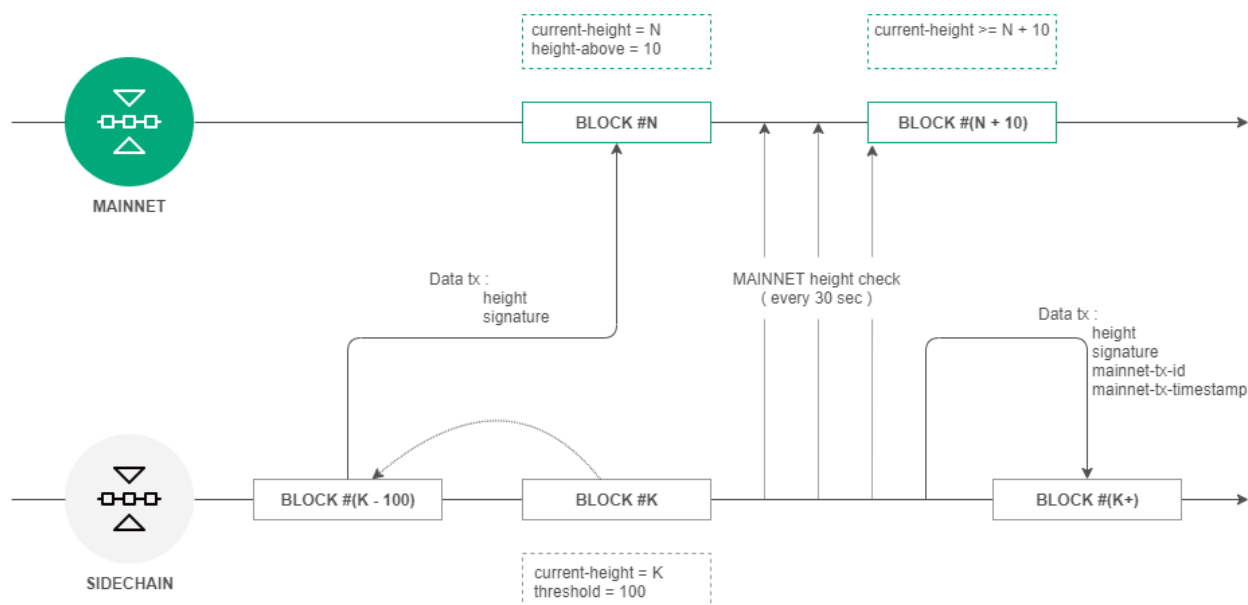 current-height = N
height-above = 10
current-height >= N + 10
BLOCK #N
BLOCK #(N + 10)
MAINNET
Data tx :
height
signature
MAINNET height check
( every 30 sec )
Data tx :
height
signature
mainnet-tx-id
mainnet-tx-timestamp
BLOCK #(K - 100)
BLOCK #K
BLOCK #(K+)
SIDECHAIN
current-height = K
threshold = 100